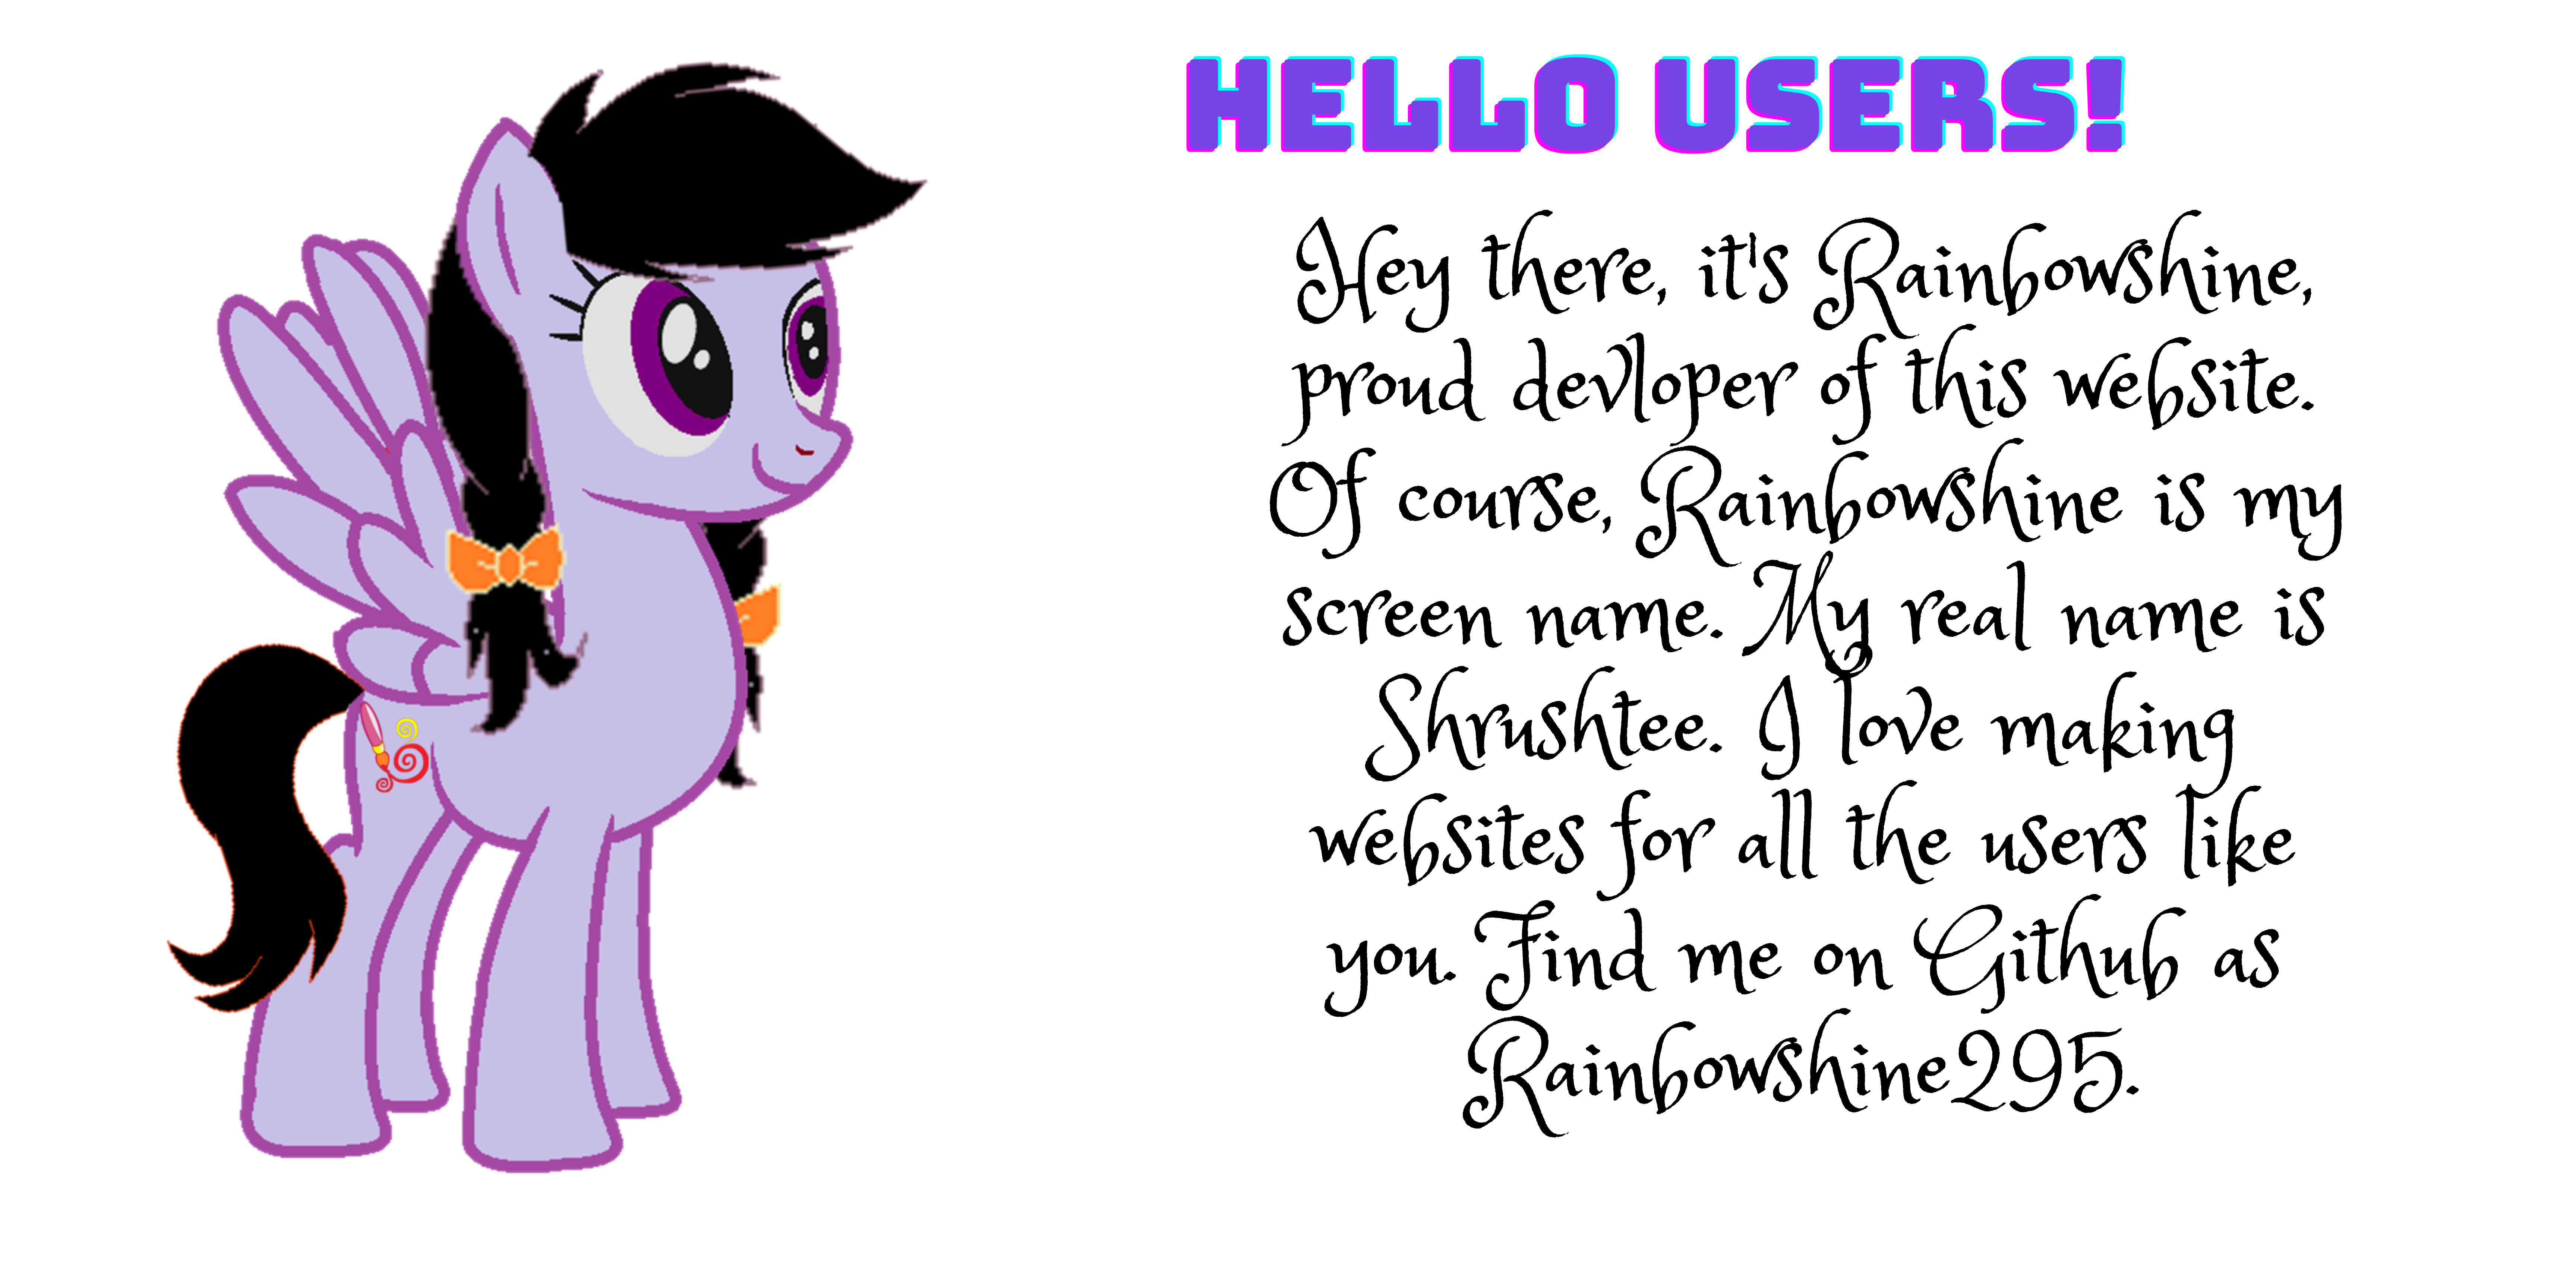 HELLO USERS!
Hey there, it's Rainbowshine,
proud devloper of this website.
Of course, Rainbowshine is my
screen name. My real name is
Shrushtee. I love making
websites for all the users like
you. Find me on Github as
Rainbowshine295.